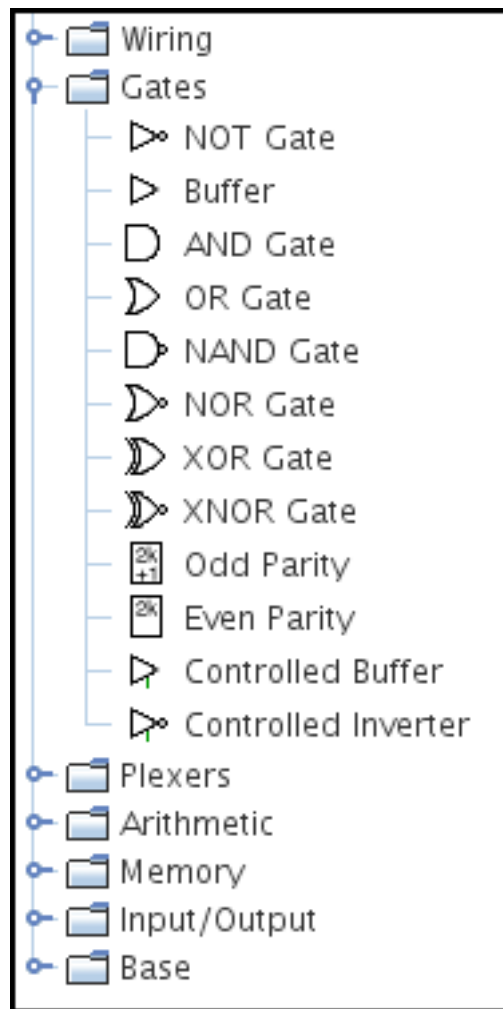 Wiring
Gates
NOT Gate
Buffer
AND Gate
OR Gate
NAND Gate
NOR Gate
XOR Gate
XNOR Gate
2k
+1 Odd Parity
2k Even Parity
Controlled Buffer
Controlled Inverter
Plexers
Arithmetic
Memory
Input/Output
Base